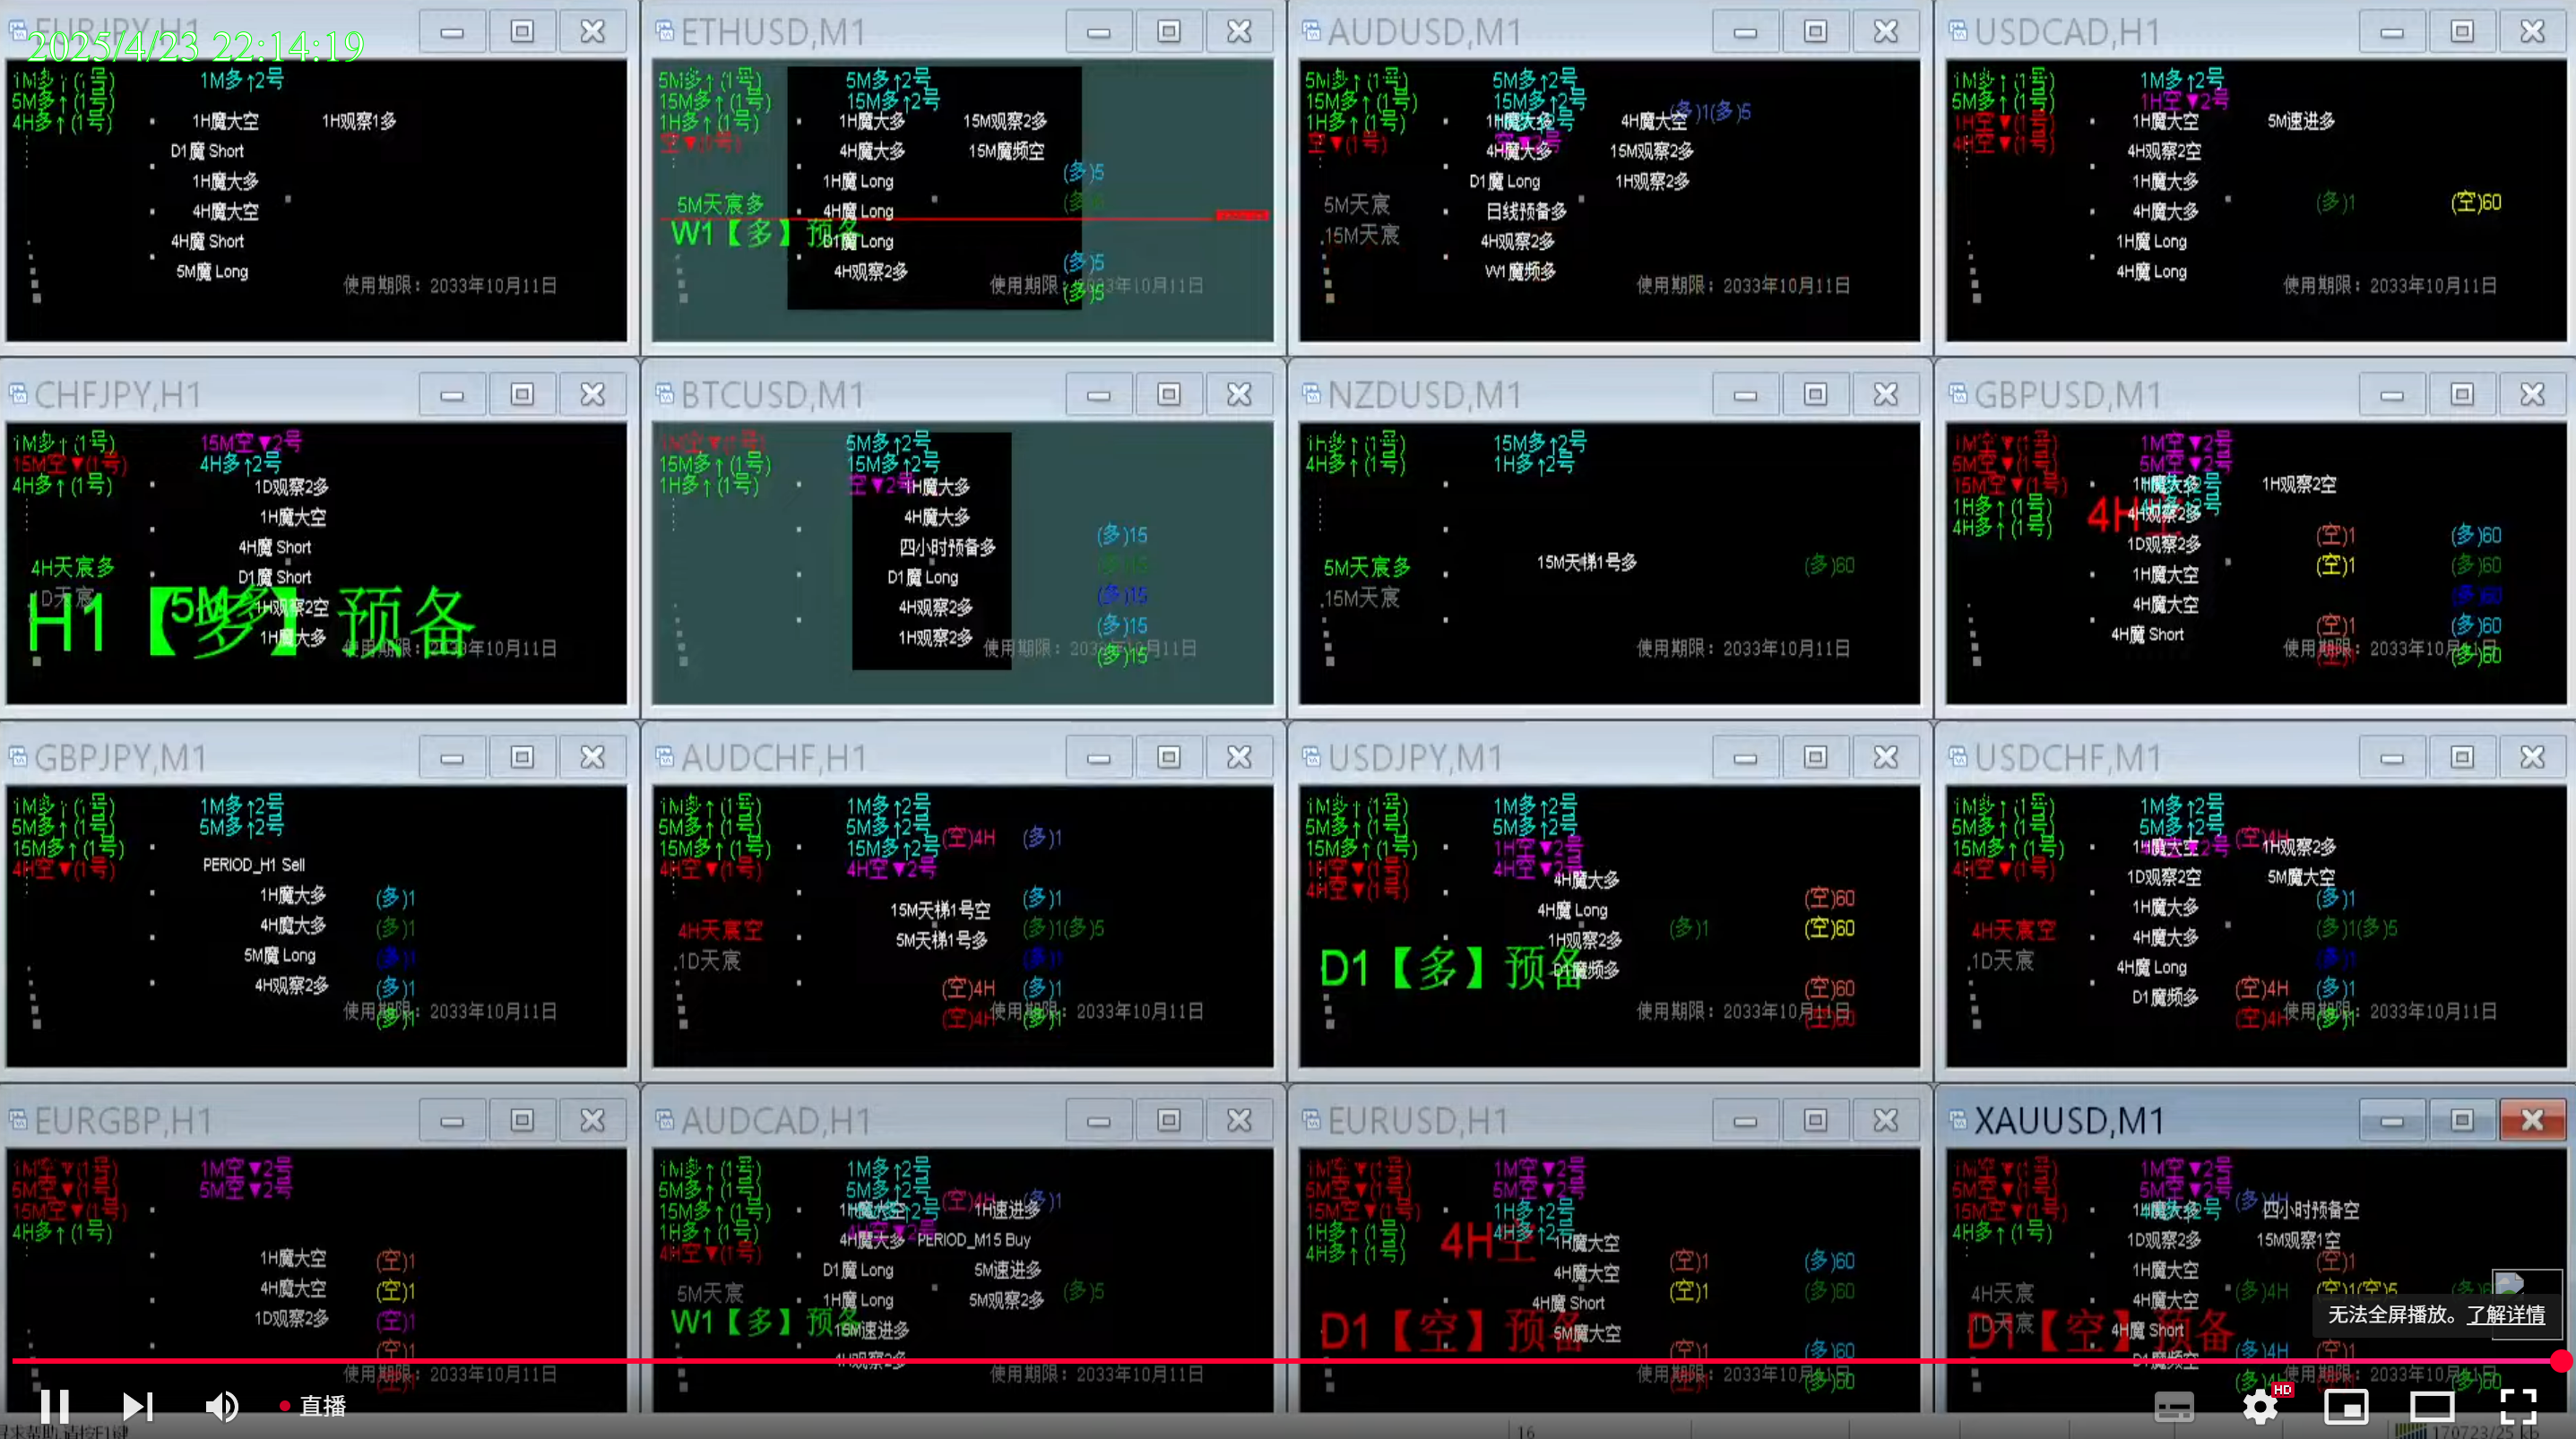 EURJPY,H1
2025/4/23 22:14:19
1M多↑(1号)
5M多↑(1号)
4H多↑(1号)
1M多↑2号
1H魔大空
1H观察1多
D1魔 Short
1H魔大多
4H魔大空
4H魔 Short
5M魔 Long
使用期限：2033年10月11日
ETHUSD,M1
5M多↑(1号)
15M多↑(1号)
1H多↑(1号)
空▼(1号)
5M多↑2号
15M多↑2号
1H魔大多
15M观察2多
4H魔大多
15M魔频空
1H魔 Long
(多)5
5M天宸多
4H魔 Long
W1【多】预备
D1魔 Long
4H观察2多
(多)5
(多)5
使用期限：2033年10月11日
AUDUSD,M1
5M多↑(1号)
15M多↑(1号)
1H多↑(1号)
空▼(1号)
5M多↑2号
15M多↑2号
(多)1(多)5
1H魔大多
4H魔大空
4H魔大多
15M观察2多
D1魔 Long
1H观察2多
5M天宸
日线预备多
.15M天宸
4H观察2多
W1魔频多
使用期限：2033年10月11日
USDCAD,H1
1M多↑(1号)
5M多↑(1号)
1H空▼(1号)
4H空▼(1号)
1M多↑2号
1H空▼2号
1H魔大空
5M速进多
4H观察2空
1H魔大多
4H魔大多
(多)1
(空)60
1H魔 Long
4H魔 Long
使用期限：2033年10月11日
CHFJPY,H1
1M多↑(1号)
15M空▼(1号)
4H多↑(1号)
15M空▼2号
4H多↑2号
1D观察2多
1H魔大空
4H魔 Short
4H天宸多
D1魔 Short
.1D天宸
H1【多】预备
1H观察2空
1H魔大多
使用期限：2033年10月11日
BTCUSD,M1
1M空▼(1号)
15M多↑(1号)
1H多↑(1号)
5M多↑2号
15M多↑2号
空▼2号
1H魔大多
4H魔大多
(多)15
四小时预备多
(多)15
D1魔 Long
(多)15
4H观察2多
(多)15
1H观察2多
(多)15
使用期限：2033年10月11日
NZDUSD,M1
1H多↑(1号)
4H多↑(1号)
15M多↑2号
1H多↑2号
5M天宸多
15M天梯1号多
(多)60
.15M天宸
使用期限：2033年10月11日
GBPUSD,M1
1M空▼(1号)
5M空▼(1号)
15M空▼(1号)
1H多↑(1号)
4H多↑(1号)
1M空▼2号
5M空▼2号
1H魔大多
1H观察2空
4H空
4H观察2多
1D观察2多
(空)1
(多)60
1H魔大空
(空)1
(多)60
4H魔大空
(多)60
4H魔 Short
(空)1
(多)60
(空)1
(多)60
使用期限：2033年10月11日
GBPJPY,M1
1M多↑(1号)
5M多↑(1号)
15M多↑(1号)
4H空▼(1号)
1M多↑2号
5M多↑2号
PERIOD_H1 Sell
1H魔大多
(多)1
4H魔大多
(多)1
5M魔 Long
(多)1
4H观察2多
(多)1
(多)1
使用期限：2033年10月11日
AUDCHF,H1
1M多↑(1号)
5M多↑(1号)
15M多↑(1号)
4H空▼(1号)
1M多↑2号
5M多↑2号
15M多↑2号
4H空▼2号
(空)4H
(多)1
15M天梯1号空
(多)1
4H天宸空
5M天梯1号多
(多)1(多)5
.1D天宸
(多)1
(空)4H
(多)1
(空)4H
(多)1
使用期限：2033年10月11日
USDJPY,M1
1M多↑(1号)
5M多↑(1号)
15M多↑(1号)
1H空▼(1号)
4H空▼(1号)
1M多↑2号
5M多↑2号
1H空▼2号
4H空▼2号
4H魔大多
4H魔 Long
(空)60
1H观察2多
(多)1
(空)60
D1【多】预备
D1魔频多
(空)60
(空)60
使用期限：2033年10月11日
USDCHF,M1
1M多↑(1号)
5M多↑(1号)
15M多↑(1号)
4H空▼(1号)
1M多↑2号
5M多↑2号
(空)4H
1H魔大空
1H观察2多
1D观察2空
5M魔大空
1H魔大多
(多)1
4H天宸空
4H魔大多
(多)1(多)5
.1D天宸
4H魔 Long
(多)1
D1魔频多
(空)4H
(多)1
(空)4H
(多)1
使用期限：2033年10月11日
EURGBP,H1
1M空▼(1号)
5M空▼(1号)
15M空▼(1号)
4H多↑(1号)
1M空▼2号
5M空▼2号
1H魔大空
(空)1
4H魔大空
(空)1
1D观察2多
(空)1
(空)1
使用期限：2033年10月11日
AUDCAD,H1
1M多↑(1号)
5M多↑(1号)
15M多↑(1号)
1H多↑(1号)
4H空▼(1号)
1M多↑2号
5M多↑2号
(空)4H
(多)1
1H魔大空
1H速进多
4H魔大多
PERIOD_M15 Buy
D1魔 Long
5M速进多
5M天宸
1H魔 Long
5M观察2多
(多)5
W1【多】预备
15M速进多
4H观察2多
使用期限：2033年10月11日
EURUSD,H1
1M空▼(1号)
5M空▼(1号)
15M空▼(1号)
1H多↑(1号)
4H多↑(1号)
1M空▼2号
5M空▼2号
1H多↑2号
4H多↑2号
4H空
1H魔大空
(空)1
(多)60
4H魔大空
(空)1
(多)60
4H魔 Short
D1【空】预备
5M魔大空
(空)1
(多)60
(空)1
(多)60
使用期限：2033年10月11日
XAUUSD,M1
1M空▼(1号)
5M空▼(1号)
15M空▼(1号)
4H多↑(1号)
1M空▼2号
5M空▼2号
(多)4H
1H魔大多
四小时预备空
1D观察2多
15M观察1空
1H魔大空
(空)1
4H天宸
4H魔大空
(多)4H
(空)1(空)5
.1D天宸
D1【空】预备
4H魔 Short
D1魔频空
(多)4H
(空)1
使用期限：2033年10月11日
无法全屏播放。了解详情
直播
HD
寻求帮助,请按F1键
16
170723/25 kb